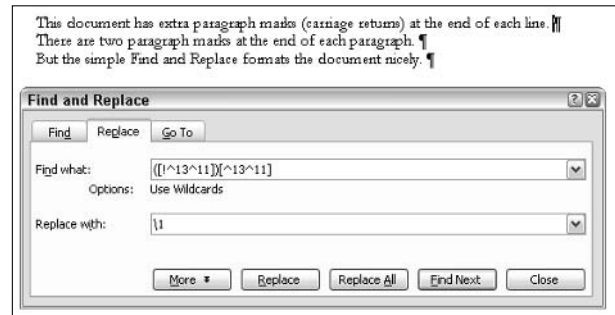 This document has extra paragraph marks (carriage returns) at the end of each line. ¶
There are two paragraph marks at the end of each paragraph. ¶
But the simple Find and Replace formats the document nicely. ¶
Find and Replace
Find Replace Go To
Find what: ([!^13^11])[^13^11]
Options: Use Wildcards
Replace with: \1
More Replace Replace All Find Next Close